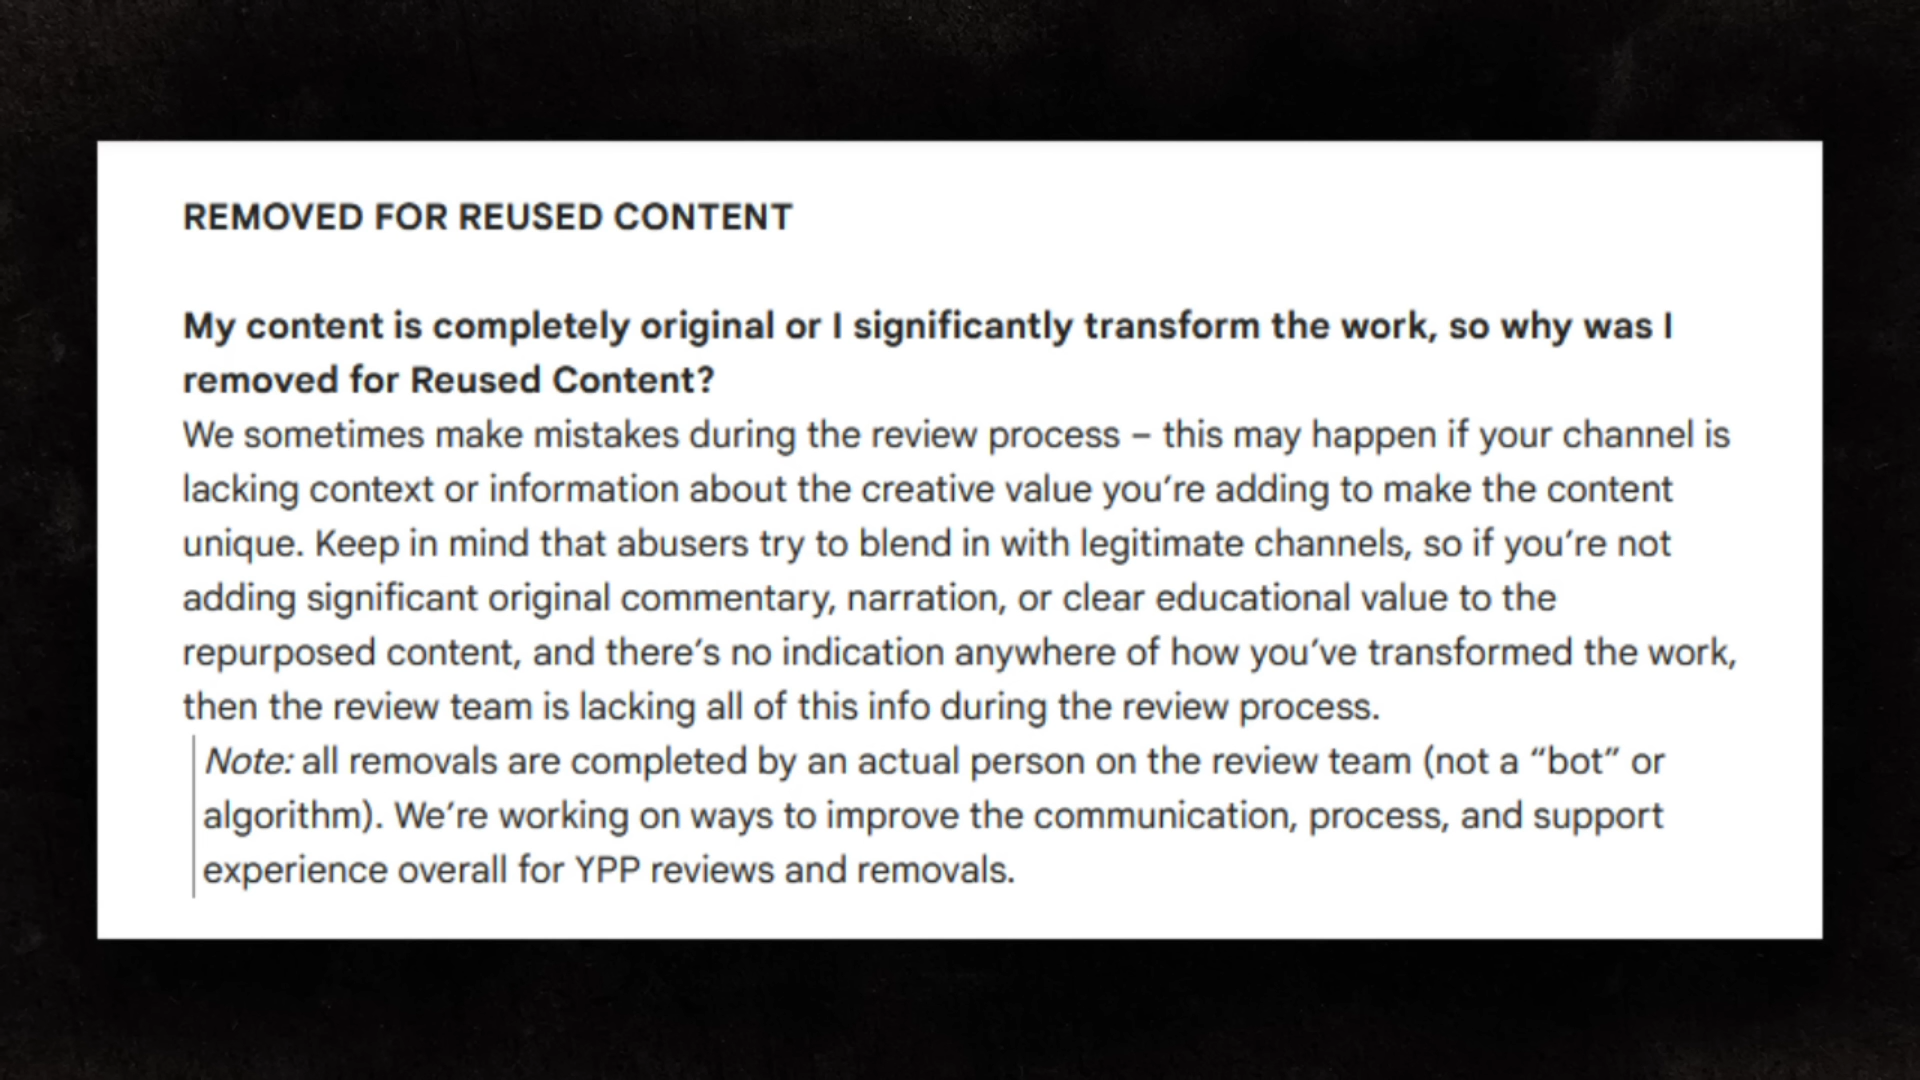 REMOVED FOR REUSED CONTENT
My content is completely original or I significantly transform the work, so why was I
removed for Reused Content?
We sometimes make mistakes during the review process – this may happen if your channel is
lacking context or information about the creative value you’re adding to make the content
unique. Keep in mind that abusers try to blend in with legitimate channels, so if you’re not
adding significant original commentary, narration, or clear educational value to the
repurposed content, and there’s no indication anywhere of how you’ve transformed the work,
then the review team is lacking all of this info during the review process.
Note: all removals are completed by an actual person on the review team (not a “bot” or
algorithm). We’re working on ways to improve the communication, process, and support
experience overall for YPP reviews and removals.